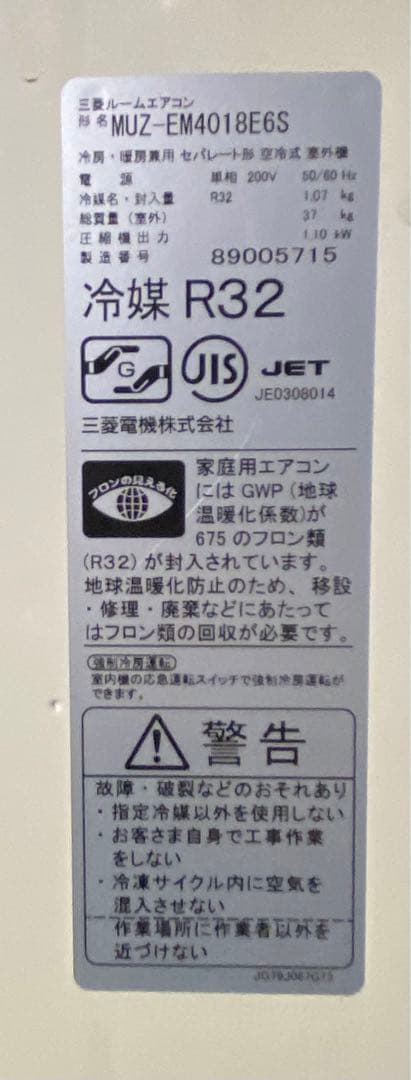 三菱ルームエアコン
形名 MUZ-EM4018E6S
冷房・暖房兼用 セパレート形 空冷式 室外機
電源 単相 200V 50/60 Hz
冷媒名・封入量 R32 1.07 kg
総質量(室外) 37 kg
圧縮機出力 1.10 kW
製造番号 89005715
冷媒 R32
G JIS JET
JE0308014
三菱電機株式会社
フロンの見える化
家庭用エアコン
にはGWP(地球
温暖化係数)が
675のフロン類
(R32)が封入されています。
地球温暖化防止のため、移設
・修理・廃棄などにあたって
はフロン類の回収が必要です。
強制冷房運転
室内機の応急運転スイッチで強制冷房運転が
できます。
警告
故障・破裂などのおそれあり
・指定冷媒以外を使用しない
・お客さま自身で工事作業
をしない
・冷凍サイクル内に空気を
混入させない
作業場所に作業者以外を
近づけない